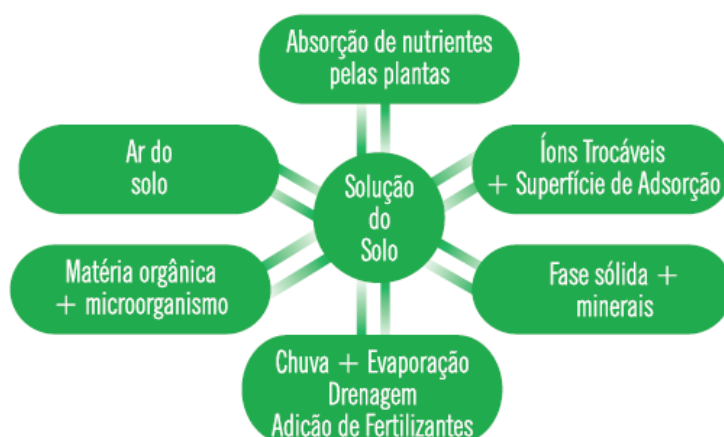 Absorção de nutrientes
pelas plantas
Ar do
solo
Íons Trocáveis
+ Superfície de Adsorção
Solução
do
Solo
Matéria orgânica
+ microorganismo
Fase sólida +
minerais
Chuva + Evaporação
Drenagem
Adição de Fertilizantes